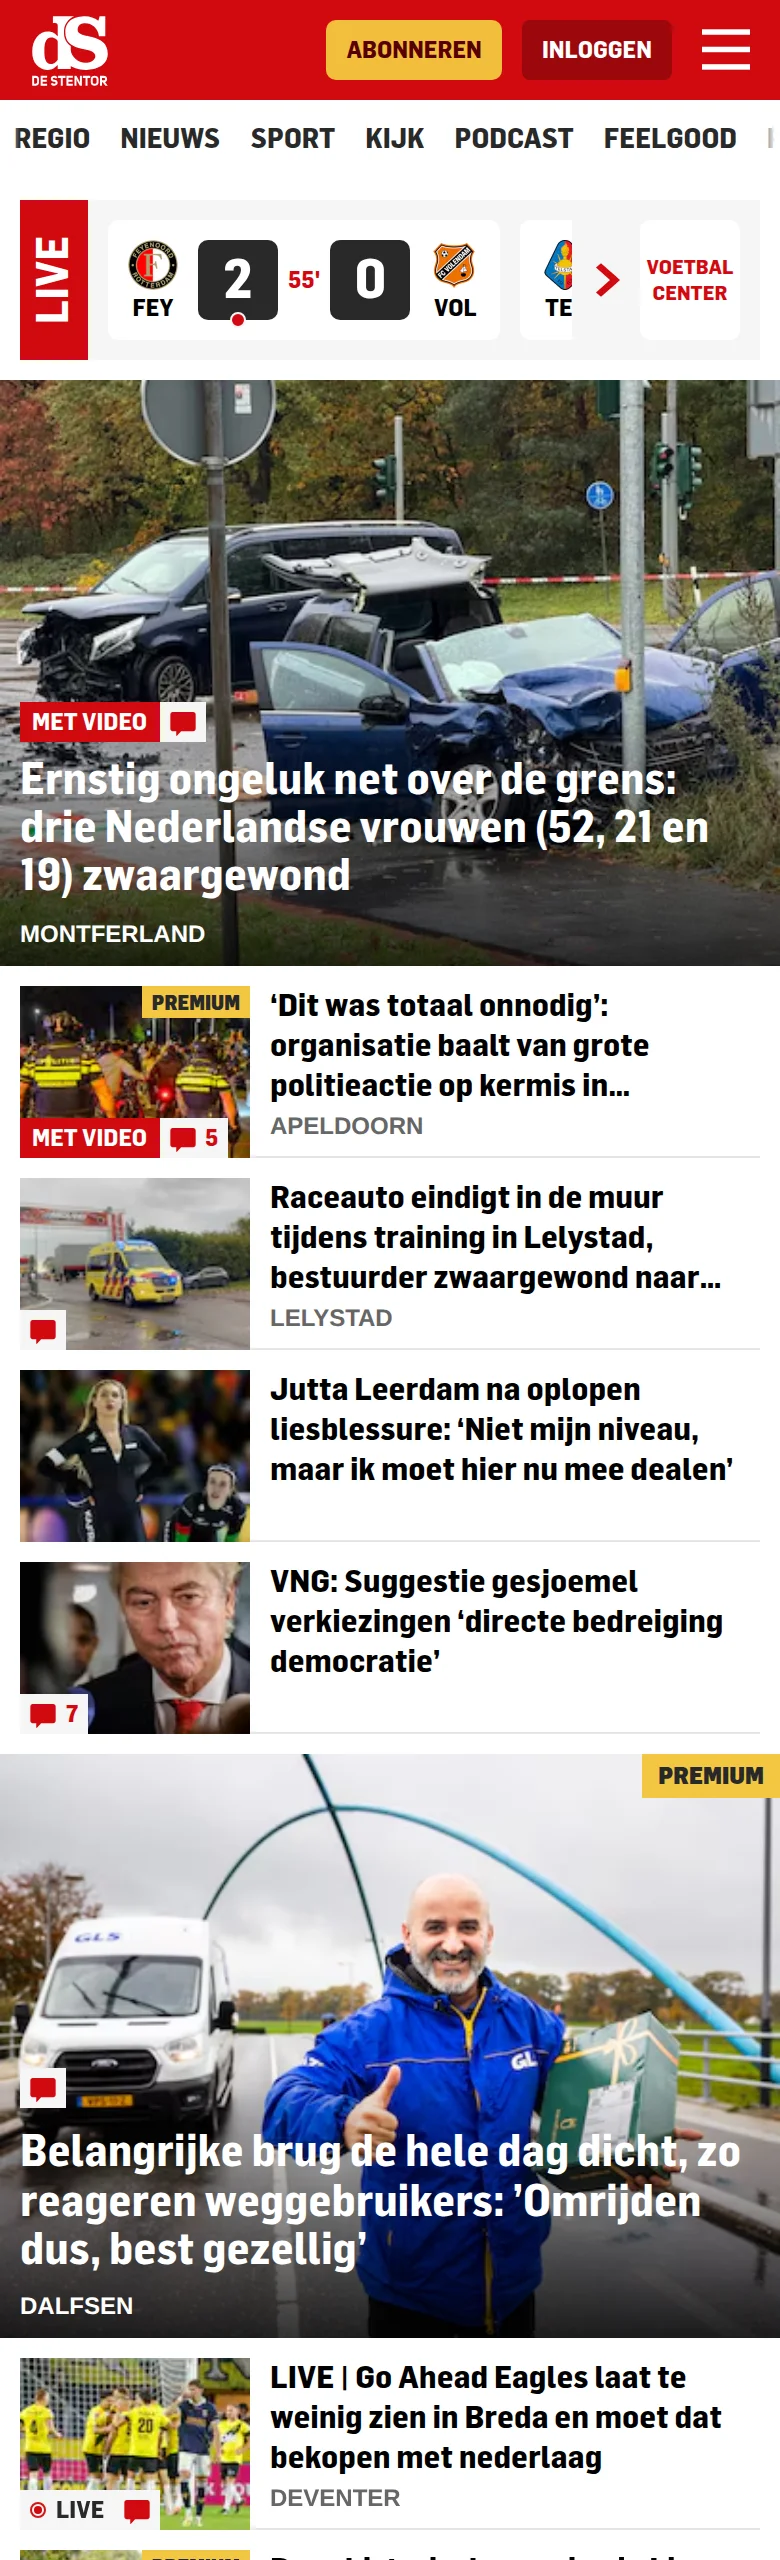 dS
DE STENTOR
ABONNEREN
INLOGGEN
REGIO NIEUWS SPORT KIJK PODCAST FEELGOOD
LIVE
FEY
2
55'
0
VOL
TE
VOETBAL
CENTER
MET VIDEO
Ernstig ongeluk net over de grens:
drie Nederlandse vrouwen (52, 21 en
19) zwaargewond
MONTFERLAND
PREMIUM
MET VIDEO 5
‘Dit was totaal onnodig’:
organisatie baalt van grote
politieactie op kermis in...
APELDOORN
Raceauto eindigt in de muur
tijdens training in Lelystad,
bestuurder zwaargewond naar...
LELYSTAD
Jutta Leerdam na oplopen
liesblessure: ‘Niet mijn niveau,
maar ik moet hier nu mee dealen’
7
VNG: Suggestie gesjoemel
verkiezingen ‘directe bedreiging
democratie’
PREMIUM
GLS
GLS
Belangrijke brug de hele dag dicht, zo
reageren weggebruikers: ’Omrijden
dus, best gezellig’
DALFSEN
4
20
LIVE
LIVE | Go Ahead Eagles laat te
weinig zien in Breda en moet dat
bekopen met nederlaag
DEVENTER
PREMIUM